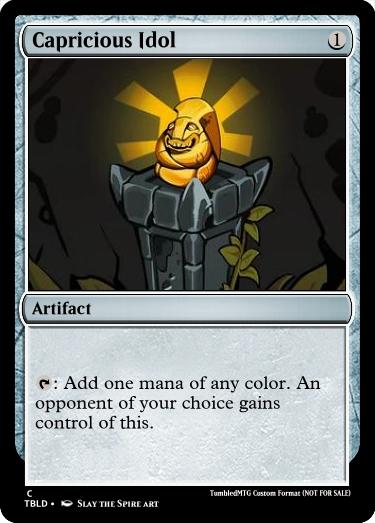 Capricious Idol 1
Artifact
: Add one mana of any color. An
opponent of your choice gains
control of this.
C
TBLD • SLAY THE SPIRE ART
TumbledMTG Custom Format (NOT FOR SALE)